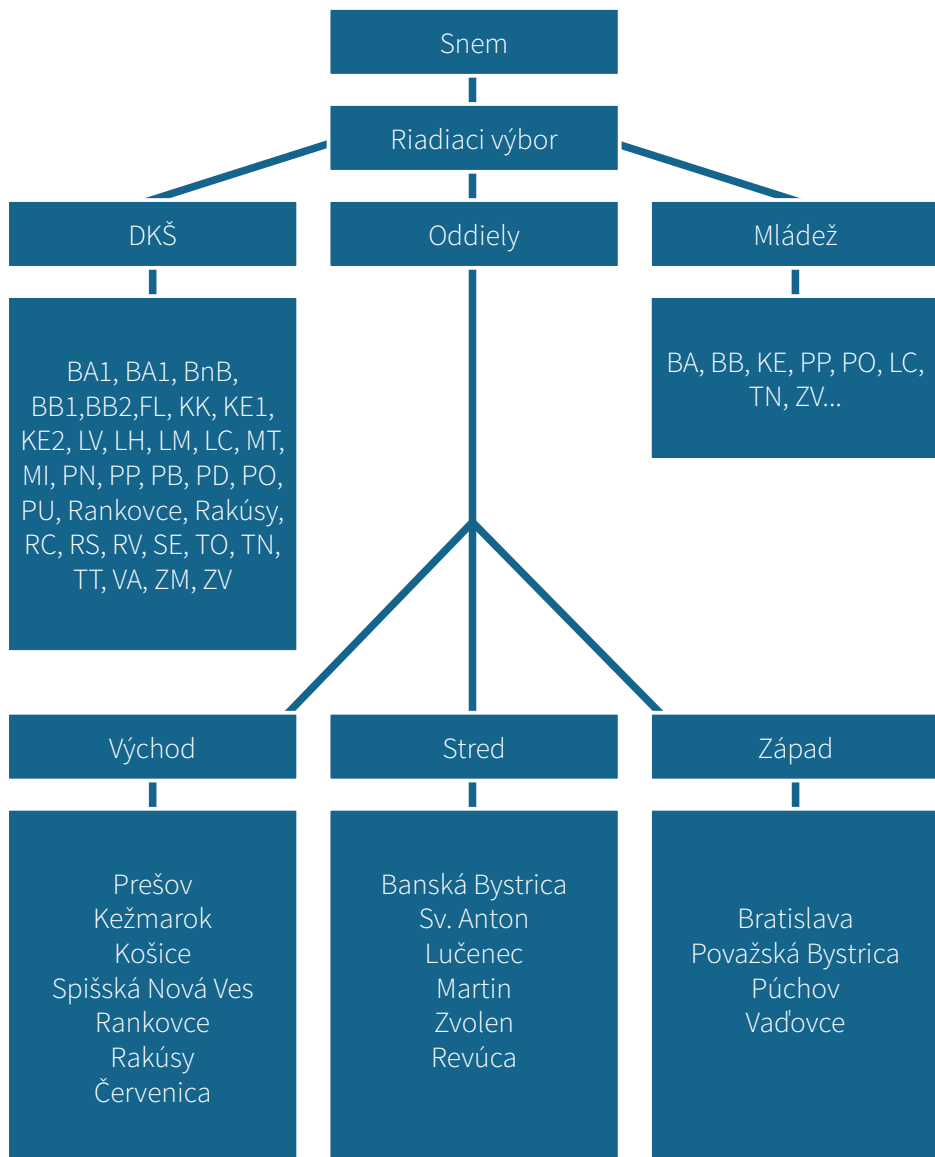 Snem
Riadiaci výbor
DKŠ
Oddiely
Mládež
BA1, BA1, BnB,
BB1,BB2,FL, KK, KE1,
KE2, LV, LH, LM, LC, MT,
MI, PN, PP, PB, PD, PO,
PU, Rankovce, Rakúsy,
RC, RS, RV, SE, TO, TN,
TT, VA, ZM, ZV
BA, BB, KE, PP, PO, LC,
TN, ZV...
Východ
Stred
Západ
Prešov
Kežmarok
Košice
Spišská Nová Ves
Rankovce
Rakúsy
Červenica
Banská Bystrica
Sv. Anton
Lučenec
Martin
Zvolen
Revúca
Bratislava
Považská Bystrica
Púchov
Vaďovce